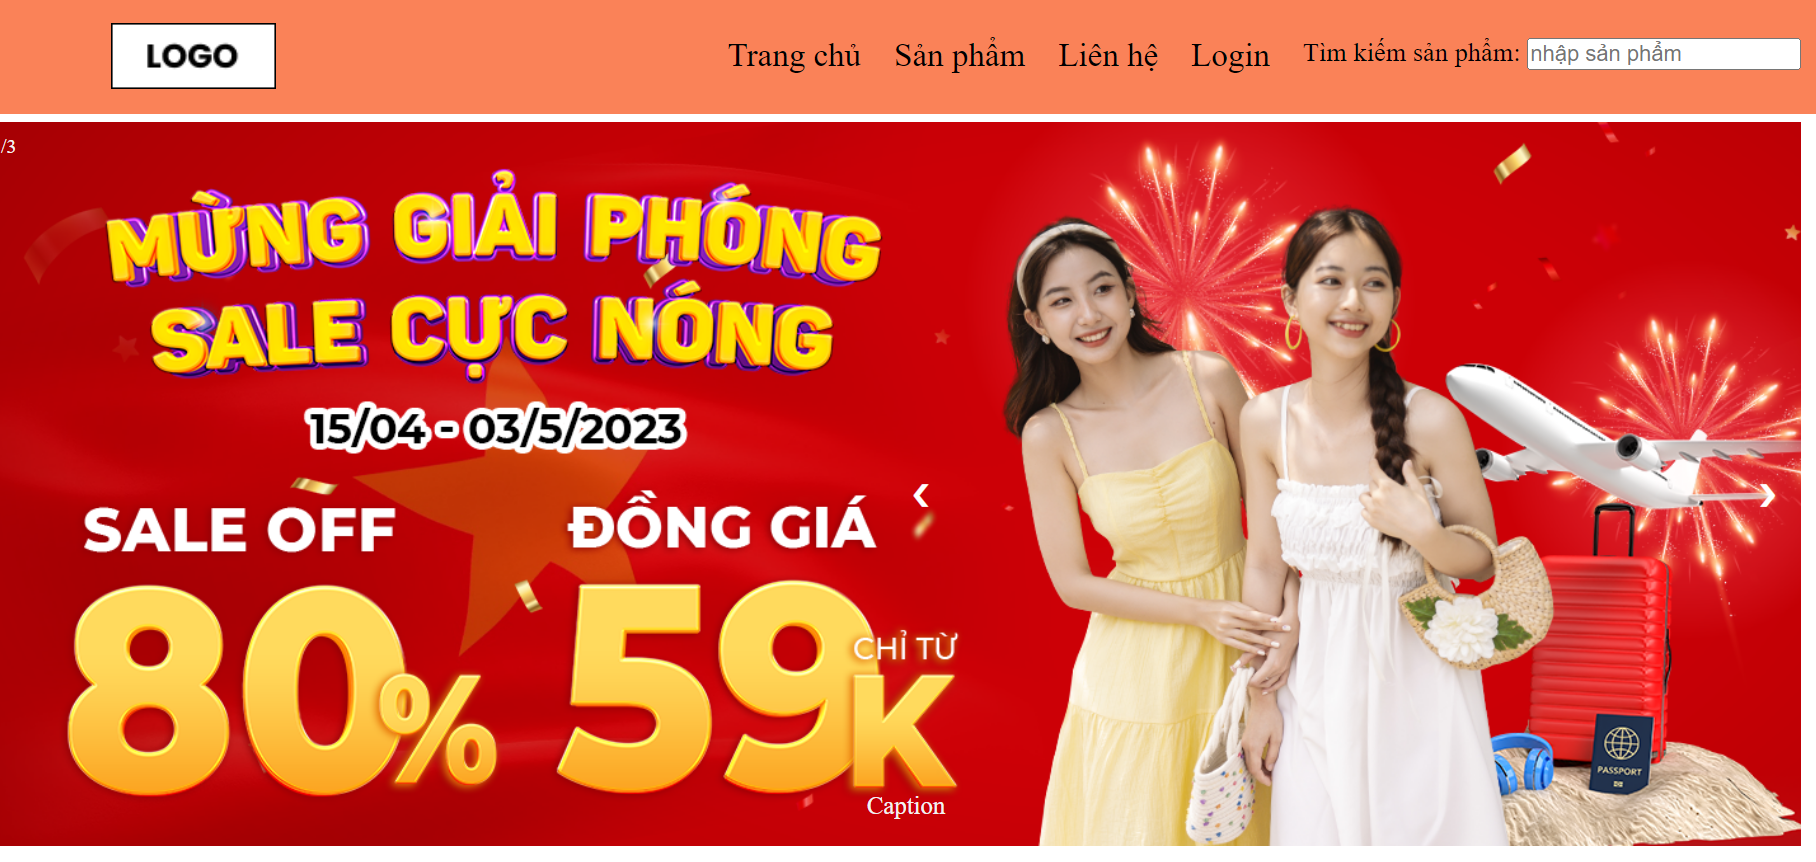 LOGO
Trang chủ Sản phẩm Liên hệ Login Tìm kiếm sản phẩm: nhập sản phẩm
/3
MỪNG GIẢI PHÓNG
SALE CỰC NÓNG
15/04 - 03/5/2023
SALE OFF
80%
ĐỒNG GIÁ
CHỈ TỪ
59K
Caption
PASSPORT